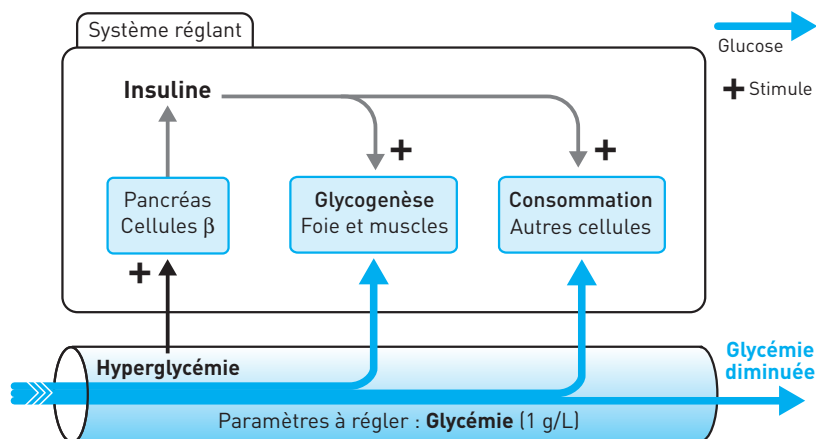 Système réglant
Glucose
+ Stimule
Insuline
+
+
Pancréas
Cellules β
Glycogenèse
Foie et muscles
Consommation
Autres cellules
+
Hyperglycémie
Glycémie
diminuée
Paramètres à régler : Glycémie (1 g/L)